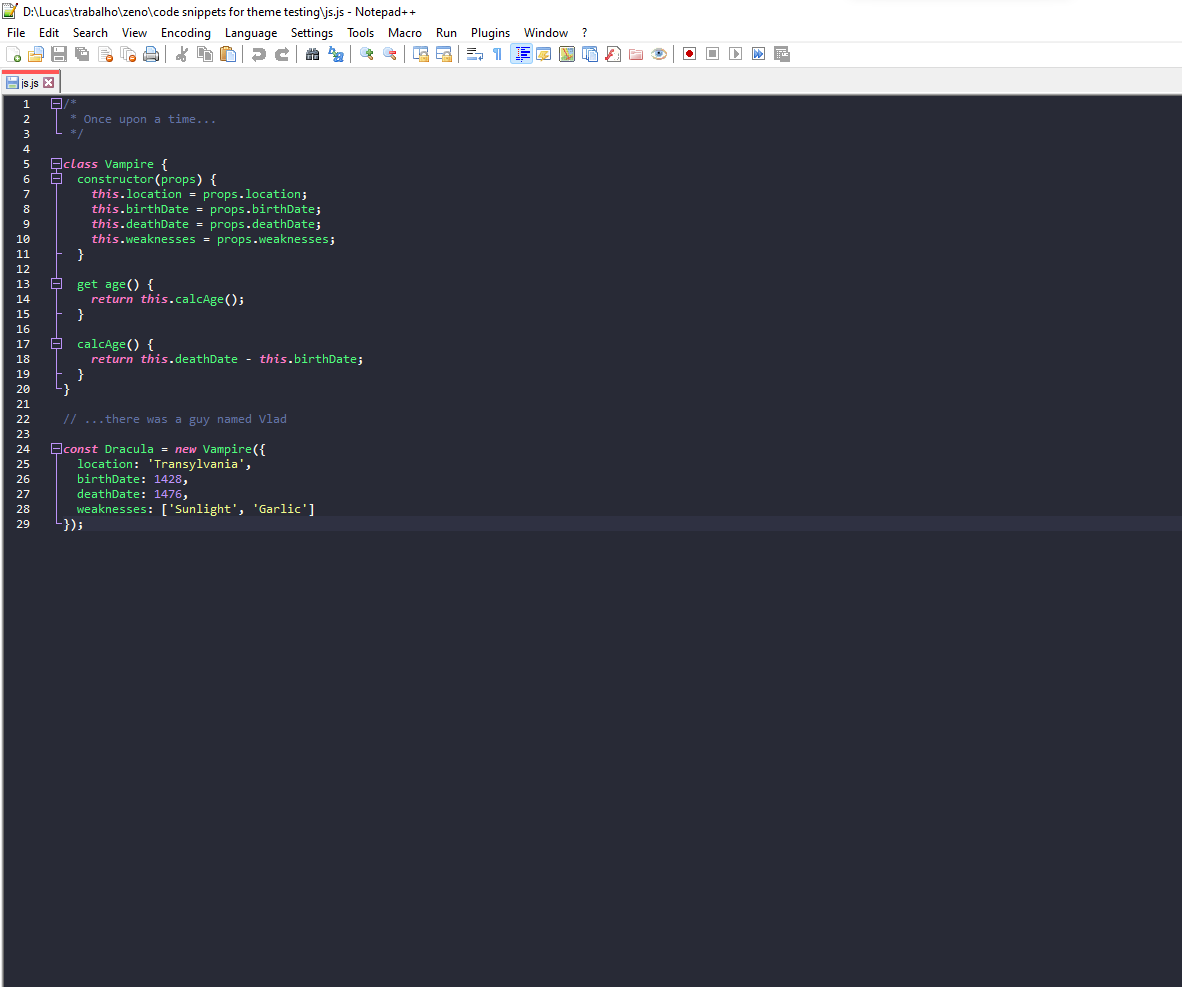 D:\Lucas\trabalho\zeno\code snippets for theme testing\js.js - Notepad++
File Edit Search View Encoding Language Settings Tools Macro Run Plugins Window ?
js.js
1 /*
2  * Once upon a time...
3  */
4
5 class Vampire {
6   constructor(props) {
7     this.location = props.location;
8     this.birthDate = props.birthDate;
9     this.deathDate = props.deathDate;
10     this.weaknesses = props.weaknesses;
11   }
12
13   get age() {
14     return this.calcAge();
15   }
16
17   calcAge() {
18     return this.deathDate - this.birthDate;
19   }
20 }
21
22 // ...there was a guy named Vlad
23
24 const Dracula = new Vampire({
25   location: 'Transylvania',
26   birthDate: 1428,
27   deathDate: 1476,
28   weaknesses: ['Sunlight', 'Garlic']
29 });